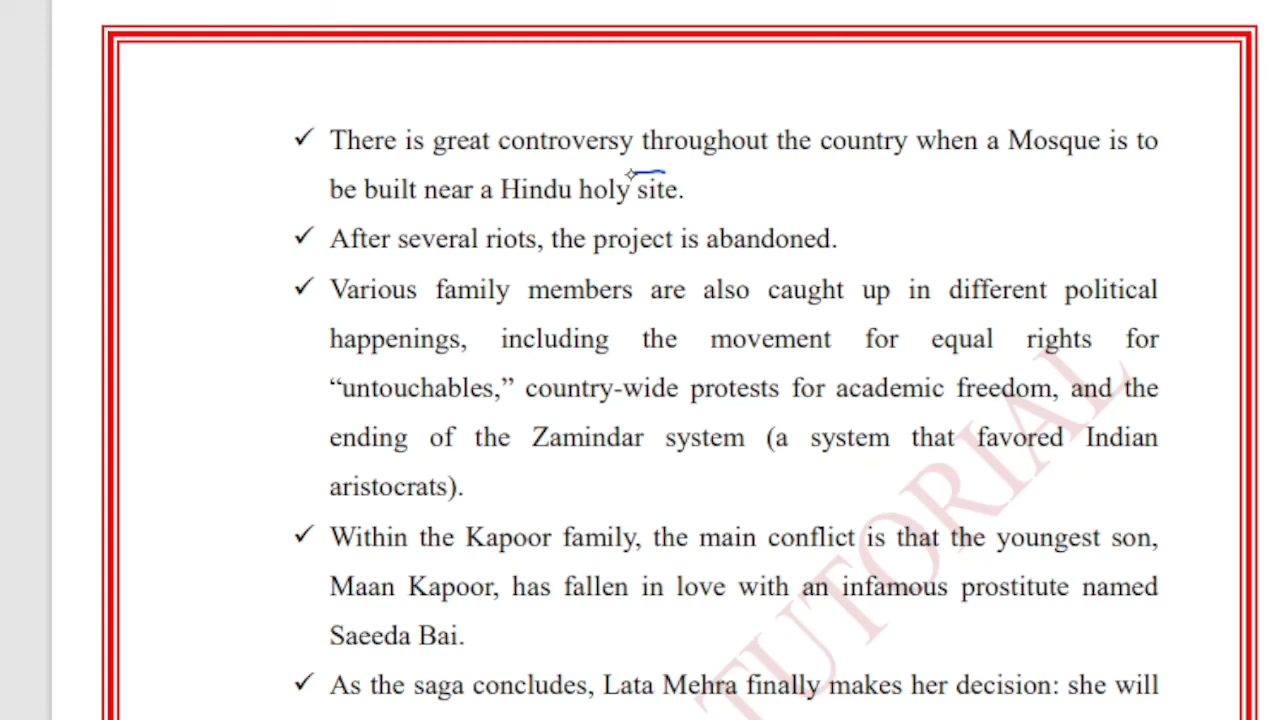 ✓ There is great controversy throughout the country when a Mosque is to
be built near a Hindu holy site.
✓ After several riots, the project is abandoned.
✓ Various family members are also caught up in different political
happenings, including the movement for equal rights for
“untouchables,” country-wide protests for academic freedom, and the
ending of the Zamindar system (a system that favored Indian
aristocrats).
✓ Within the Kapoor family, the main conflict is that the youngest son,
Maan Kapoor, has fallen in love with an infamous prostitute named
Saeeda Bai.
✓ As the saga concludes, Lata Mehra finally makes her decision: she will
TUTORIAL